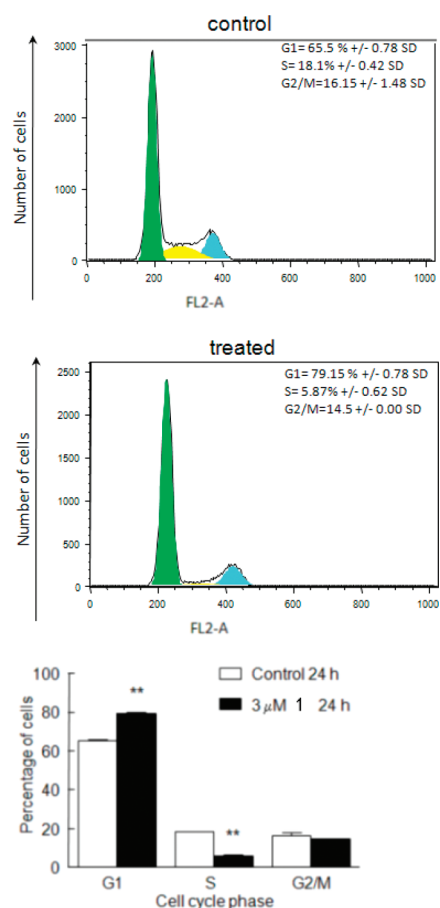 control
G1= 65.5 % +/- 0.78 SD
S= 18.1% +/- 0.42 SD
G2/M=16.15 +/- 1.48 SD
Number of cells
3000
2000
1000
0
0 200 400 600 800 1000
FL2-A
treated
G1= 79.15 % +/- 0.78 SD
S= 5.87% +/- 0.62 SD
G2/M=14.5 +/- 0.00 SD
Number of cells
2500
2000
1500
1000
500
0
0 200 400 600 800 1000
FL2-A
Control 24 h
3 μM 1 24 h
Percentage of cells
100
80
60
40
20
0
**
**
G1 S G2/M
Cell cycle phase